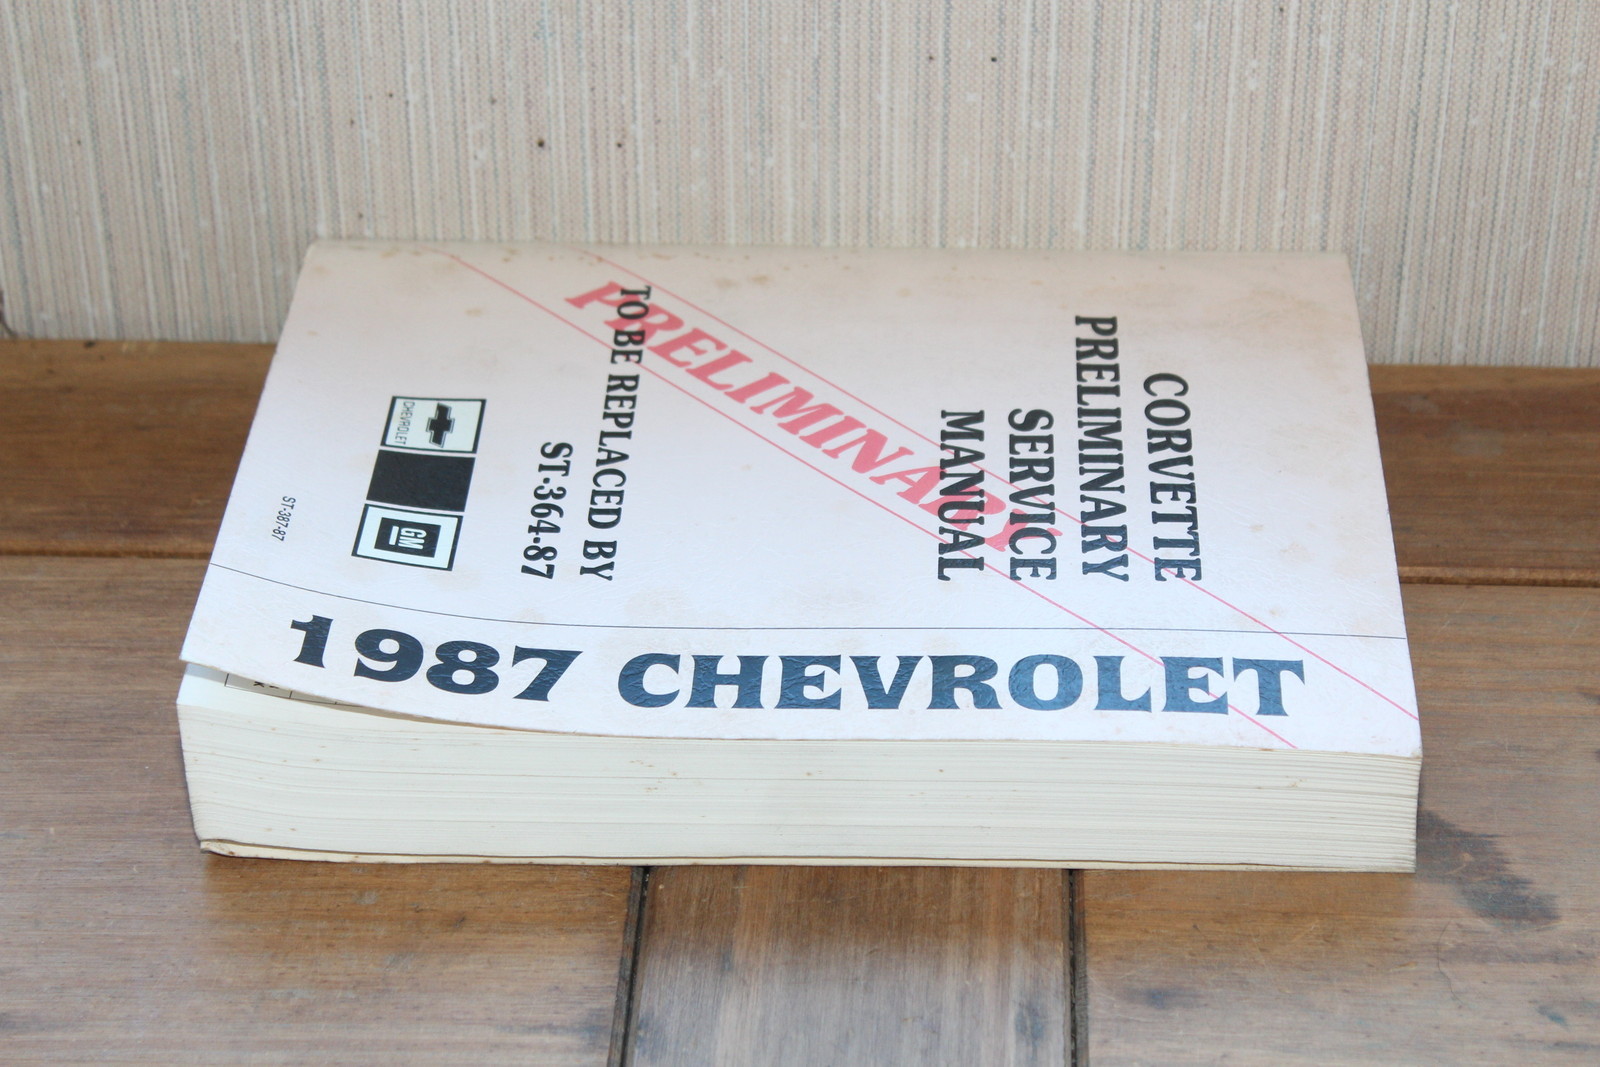 1987 CHEVROLET
CORVETTE
PRELIMINARY
SERVICE
MANUAL
PRELIMINARY
TO BE REPLACED BY
ST-364-87
CHEVROLET
GM
ST-387-87